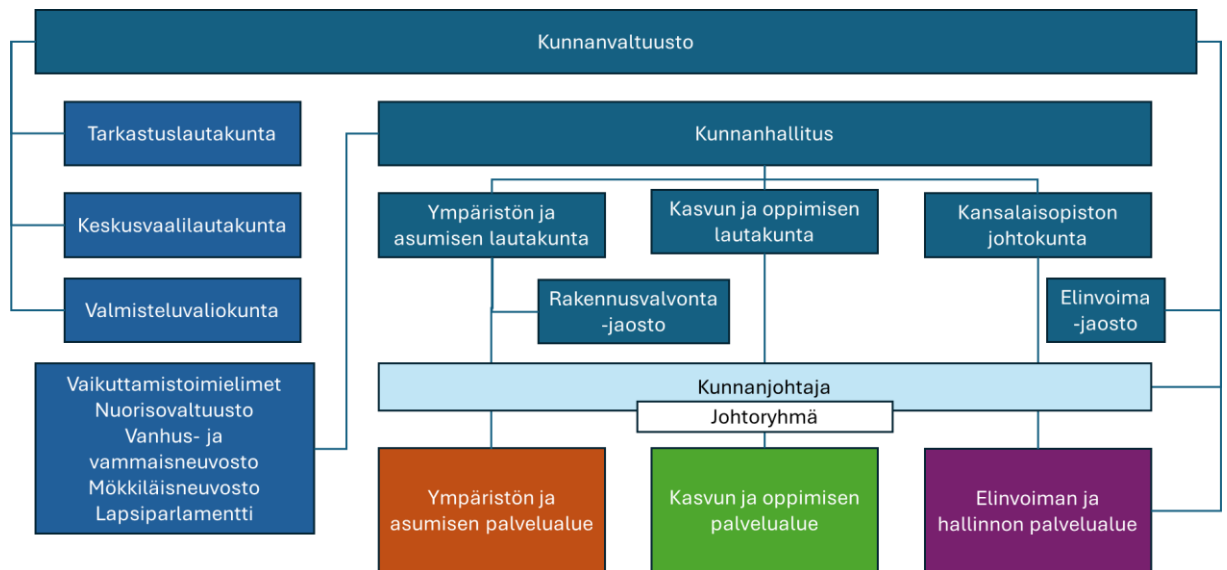 Kunnanvaltuusto
Tarkastuslautakunta
Kunnanhallitus
Keskusvaalilautakunta
Ympäristön ja
asumisen lautakunta
Kasvun ja oppimisen
lautakunta
Kansalaisopiston
johtokunta
Valmisteluvaliokunta
Rakennusvalvonta
-jaosto
Elinvoima
-jaosto
Vaikuttamistoimielimet
Nuorisovaltuusto
Vanhus- ja
vammaisneuvosto
Mökkiläisneuvosto
Lapsiparlamentti
Kunnanjohtaja
Johtoryhmä
Ympäristön ja
asumisen palvelualue
Kasvun ja oppimisen
palvelualue
Elinvoiman ja
hallinnon palvelualue